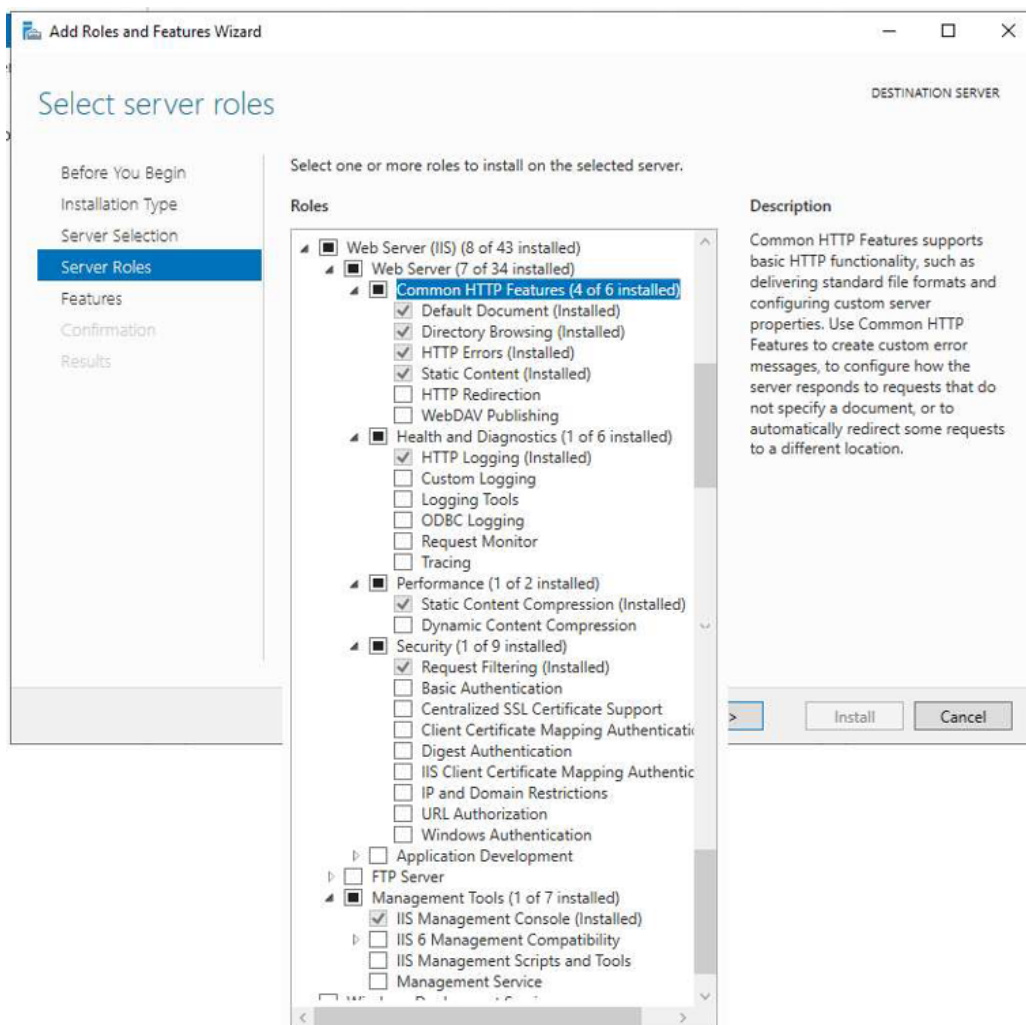 Add Roles and Features Wizard
Select server roles
DESTINATION SERVER
Before You Begin
Installation Type
Server Selection
Server Roles
Features
Confirmation
Results
Select one or more roles to install on the selected server.
Roles
Web Server (IIS) (8 of 43 installed)
Web Server (7 of 34 installed)
Common HTTP Features (4 of 6 installed)
Default Document (Installed)
Directory Browsing (Installed)
HTTP Errors (Installed)
Static Content (Installed)
HTTP Redirection
WebDAV Publishing
Health and Diagnostics (1 of 6 installed)
HTTP Logging (Installed)
Custom Logging
Logging Tools
ODBC Logging
Request Monitor
Tracing
Performance (1 of 2 installed)
Static Content Compression (Installed)
Dynamic Content Compression
Security (1 of 9 installed)
Request Filtering (Installed)
Basic Authentication
Centralized SSL Certificate Support
Client Certificate Mapping Authenticatio
Digest Authentication
IIS Client Certificate Mapping Authentic
IP and Domain Restrictions
URL Authorization
Windows Authentication
Application Development
FTP Server
Management Tools (1 of 7 installed)
IIS Management Console (Installed)
IIS 6 Management Compatibility
IIS Management Scripts and Tools
Management Service
Description
Common HTTP Features supports
basic HTTP functionality, such as
delivering standard file formats and
configuring custom server
properties. Use Common HTTP
Features to create custom error
messages, to configure how the
server responds to requests that do
not specify a document, or to
automatically redirect some requests
to a different location.
>
Install
Cancel